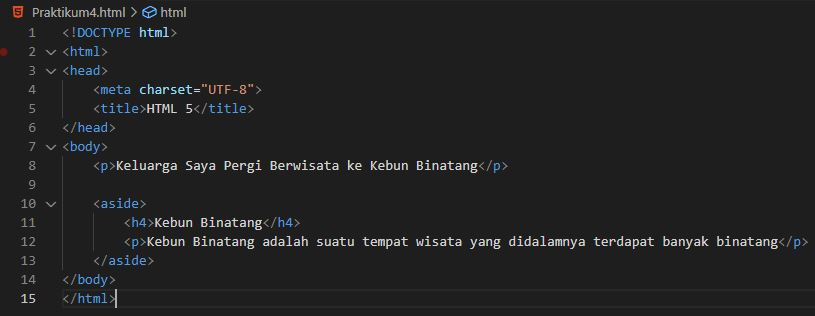 Praktikum4.html > html
1 <!DOCTYPE html>
2 <html>
3 <head>
4     <meta charset="UTF-8">
5     <title>HTML 5</title>
6 </head>
7 <body>
8     <p>Keluarga Saya Pergi Berwisata ke Kebun Binatang</p>
9
10     <aside>
11         <h4>Kebun Binatang</h4>
12         <p>Kebun Binatang adalah suatu tempat wisata yang didalamnya terdapat banyak binatang</p>
13     </aside>
14 </body>
15 </html>